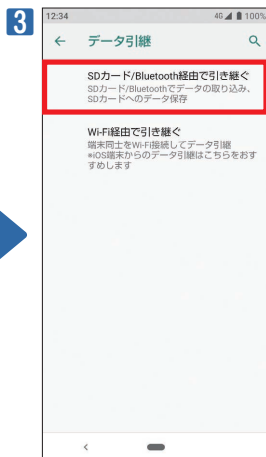 3
12:34 4G 100%
データ引継
SDカード/Bluetooth経由で引き継ぐ
SDカード/Bluetoothでデータの取り込み、
SDカードへのデータ保存
Wi-Fi経由で引き継ぐ
端末同士をWi-Fi接続してデータ引継
*iOS端末からのデータ引継はこちらをおす
すめします